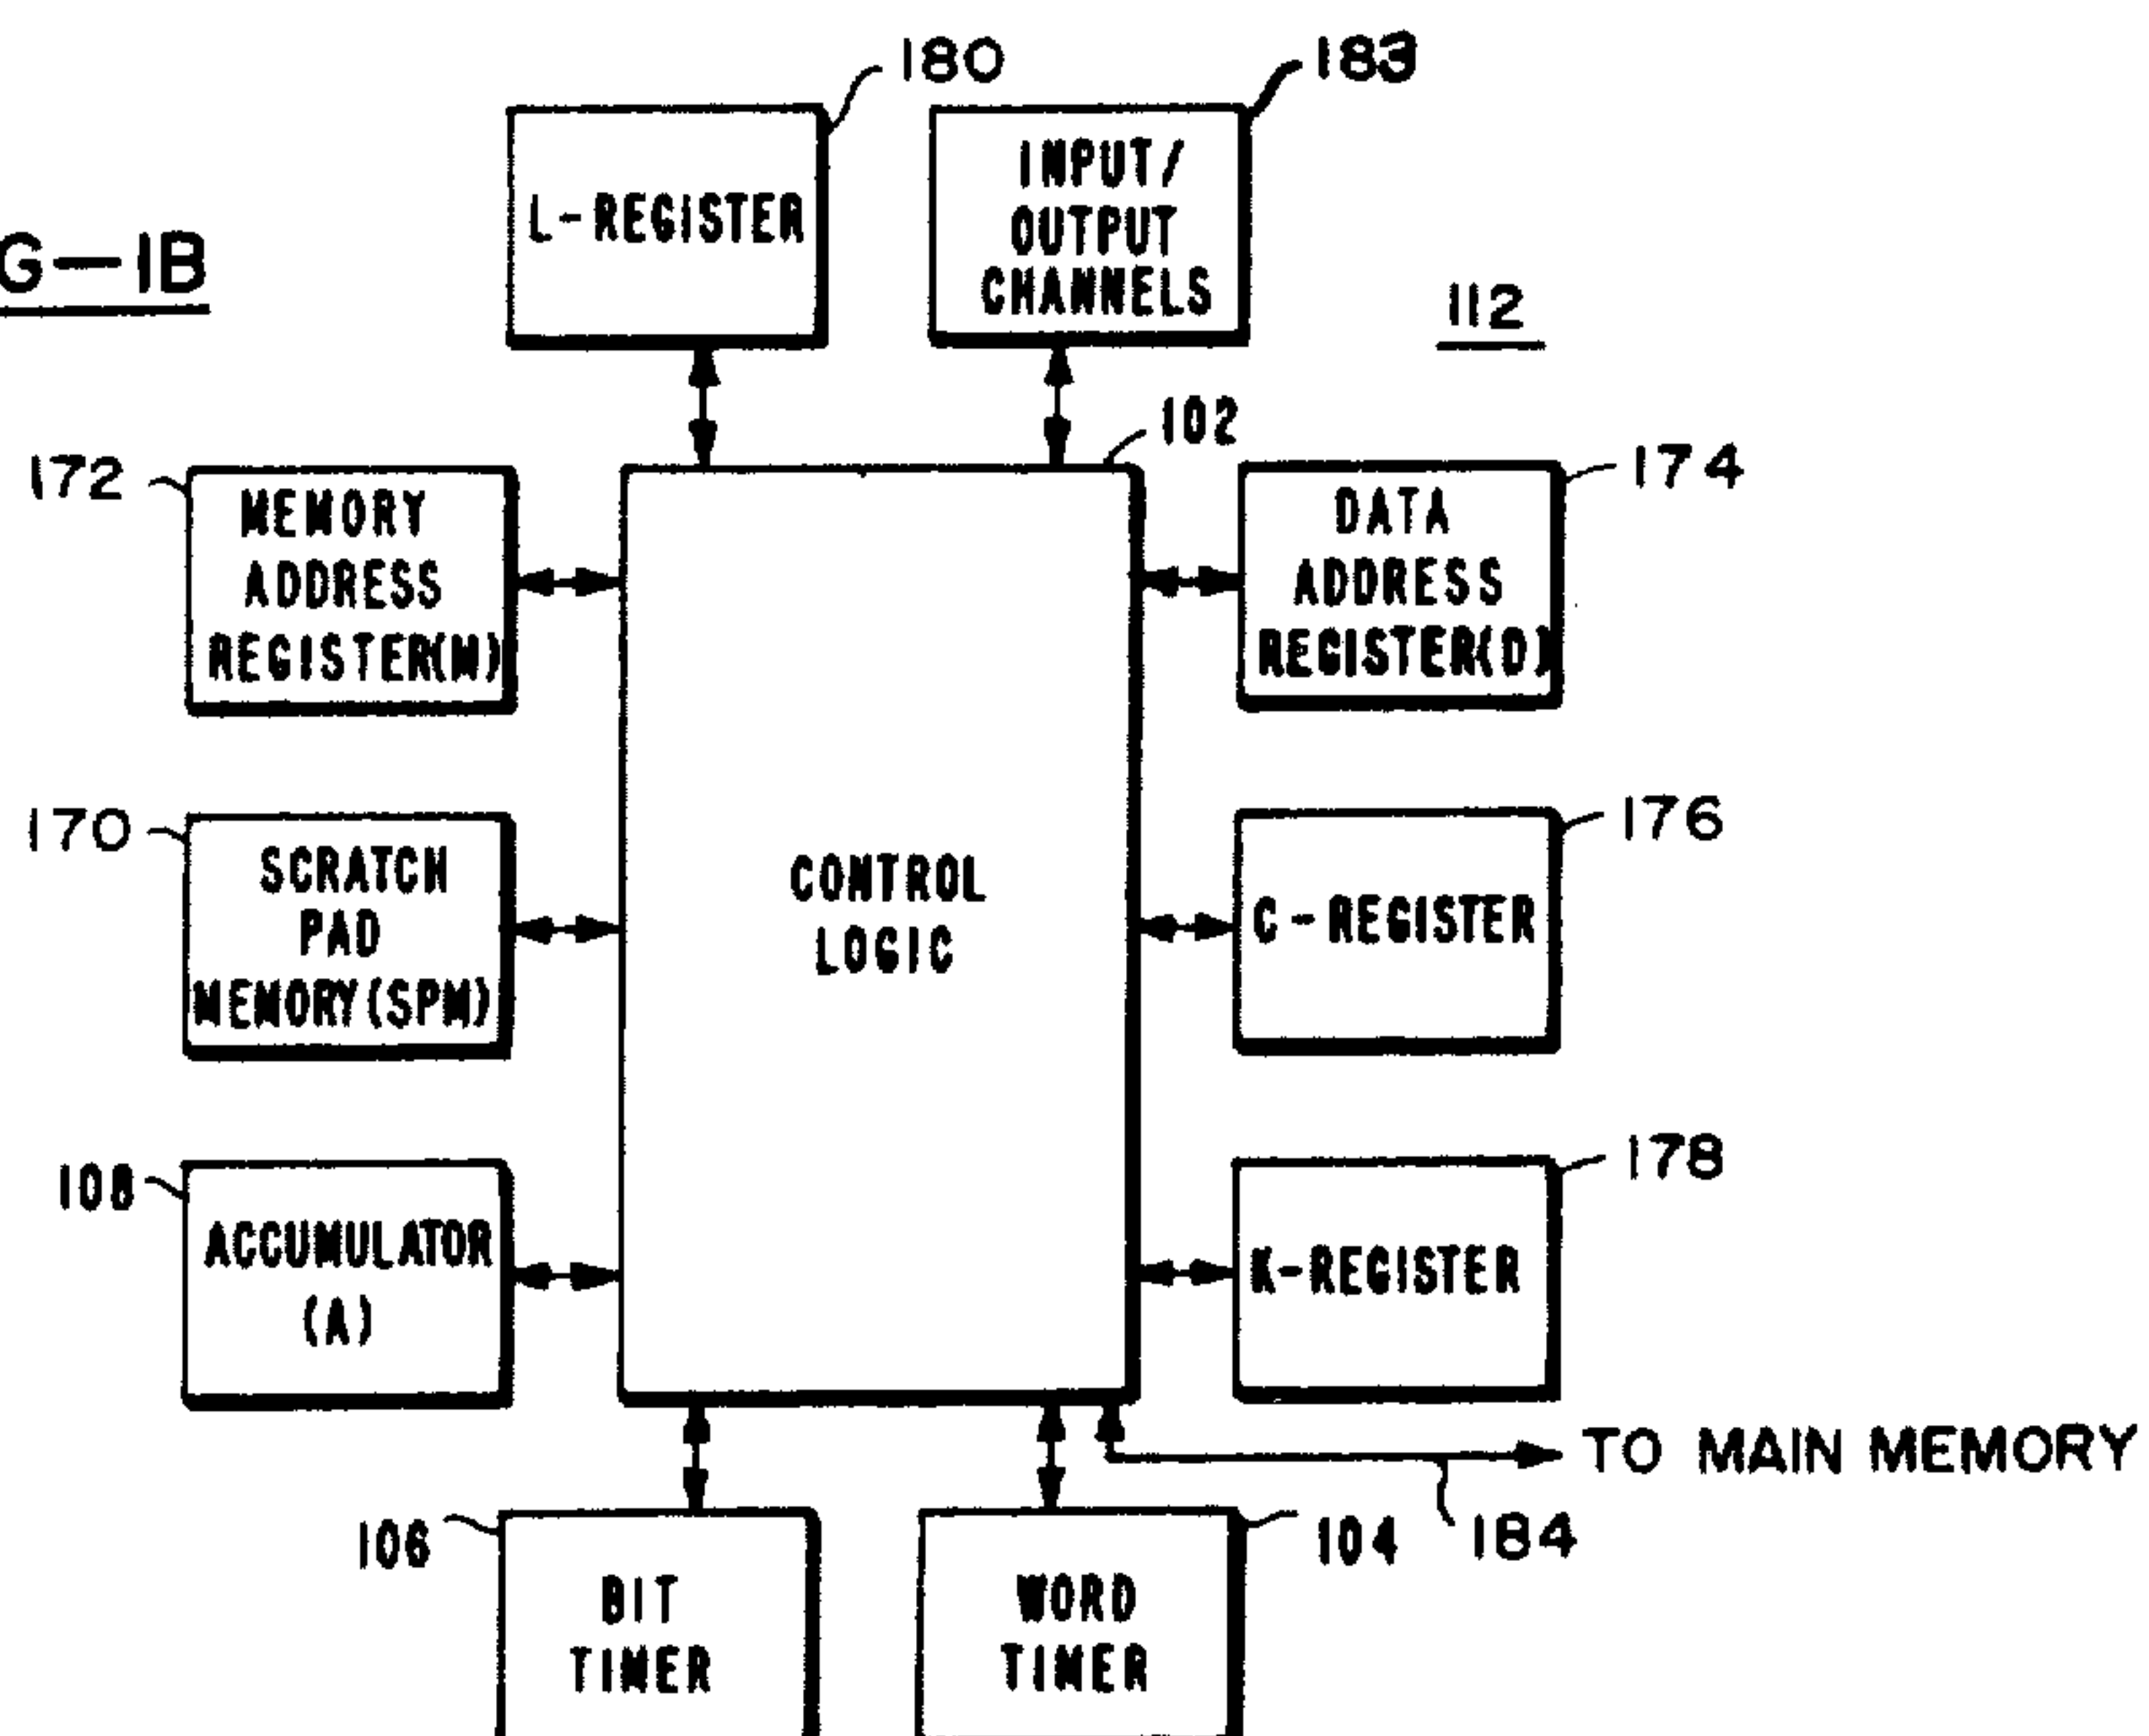 180
183
L-REGISTER
INPUT/
OUTPUT
CHANNELS
G-1B
112
102
172
MEMORY
ADDRESS
REGISTER(M)
DATA
ADDRESS
REGISTER(D)
174
170
SCRATCH
PAD
MEMORY(SPM)
CONTROL
LOGIC
C-REGISTER
176
108
ACCUMULATOR
(A)
K-REGISTER
178
TO MAIN MEMORY
106
BIT
TIMER
WORD
TIMER
104
184